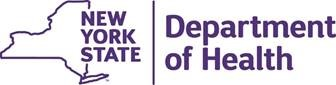 NEW
YORK
STATE
Department
of Health